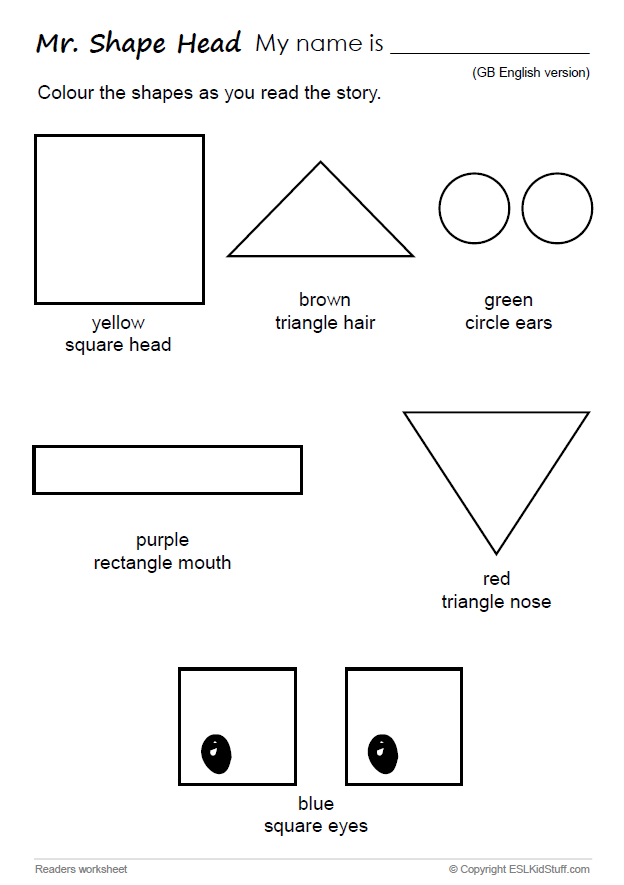 Mr. Shape Head My name is
(GB English version)
Colour the shapes as you read the story.
yellow
square head
brown
triangle hair
green
circle ears
purple
rectangle mouth
red
triangle nose
blue
square eyes
Readers worksheet
© Copyright ESLKidStuff.com